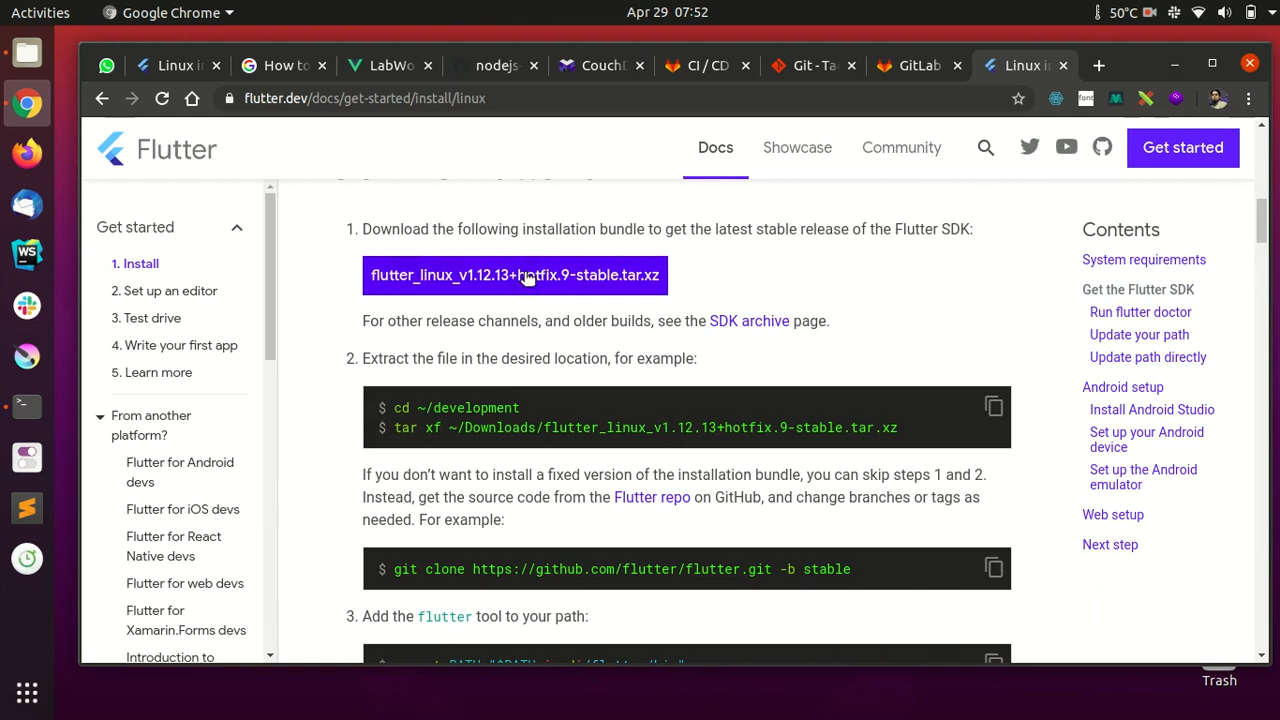 Activities
Google Chrome
Apr 29 07:52
50°C
Linux i
How to
LabWo
nodejs-
CouchD
CI / CD
Git - Ta
GitLab
Linux i
flutter.dev/docs/get-started/install/linux
font
Flutter
Docs
Showcase
Community
Get started
Get started
1. Install
2. Set up an editor
3. Test drive
4. Write your first app
5. Learn more
From another
platform?
Flutter for Android
devs
Flutter for iOS devs
Flutter for React
Native devs
Flutter for web devs
Flutter for
Xamarin.Forms devs
Introduction to
1. Download the following installation bundle to get the latest stable release of the Flutter SDK:
flutter_linux_v1.12.13+hotfix.9-stable.tar.xz
For other release channels, and older builds, see the SDK archive page.
2. Extract the file in the desired location, for example:
$ cd ~/development
$ tar xf ~/Downloads/flutter_linux_v1.12.13+hotfix.9-stable.tar.xz
If you don’t want to install a fixed version of the installation bundle, you can skip steps 1 and 2.
Instead, get the source code from the Flutter repo on GitHub, and change branches or tags as
needed. For example:
$ git clone https://github.com/flutter/flutter.git -b stable
3. Add the flutter tool to your path:
Contents
System requirements
Get the Flutter SDK
Run flutter doctor
Update your path
Update path directly
Android setup
Install Android Studio
Set up your Android
device
Set up the Android
emulator
Web setup
Next step
WS
Trash